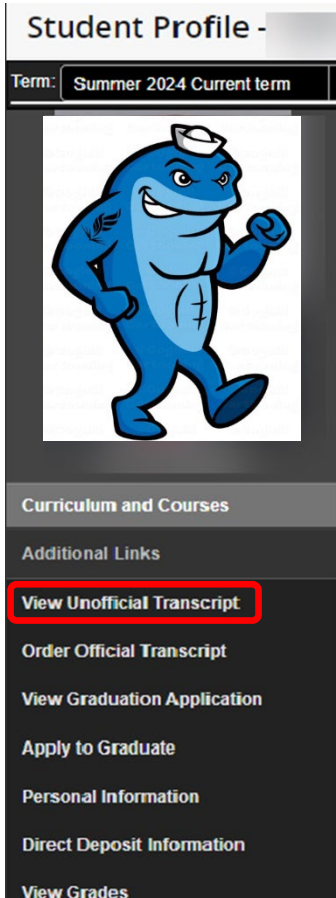 Student Profile -
Term: Summer 2024 Current term
Curriculum and Courses
Additional Links
View Unofficial Transcript
Order Official Transcript
View Graduation Application
Apply to Graduate
Personal Information
Direct Deposit Information
View Grades